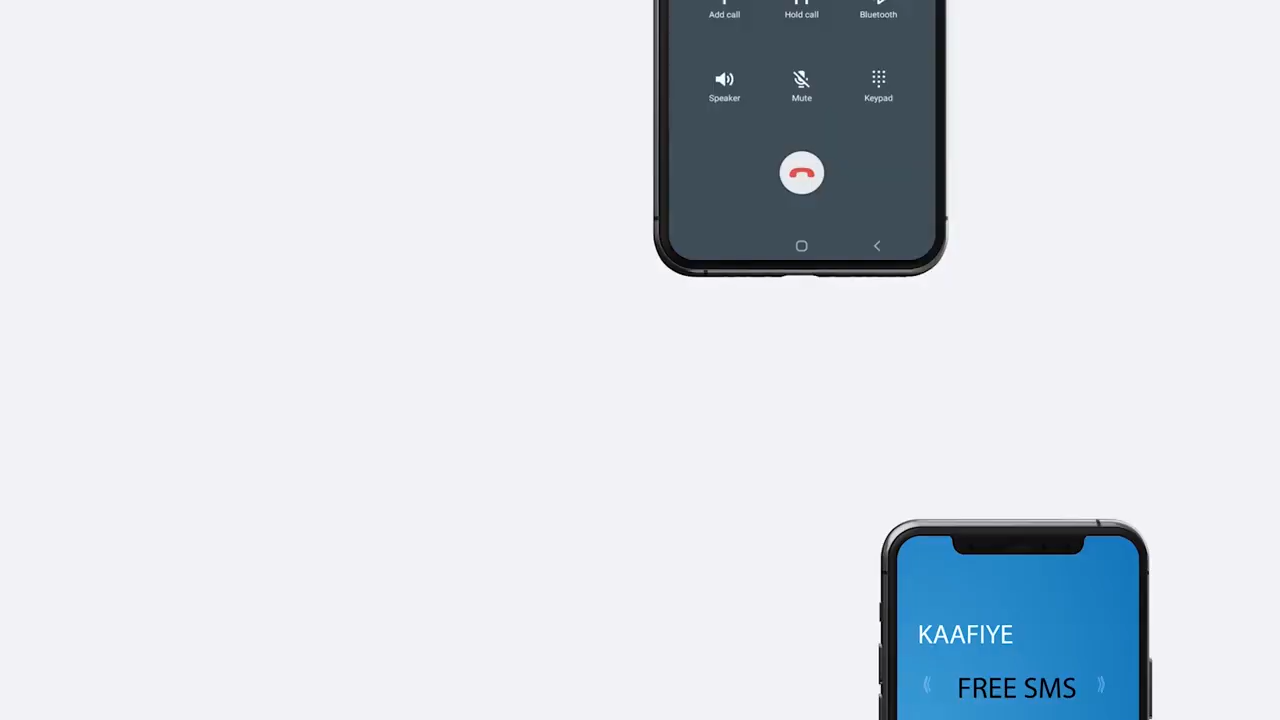 Add call Hold call Bluetooth
Speaker Mute Keypad
KAAFIYE
FREE SMS